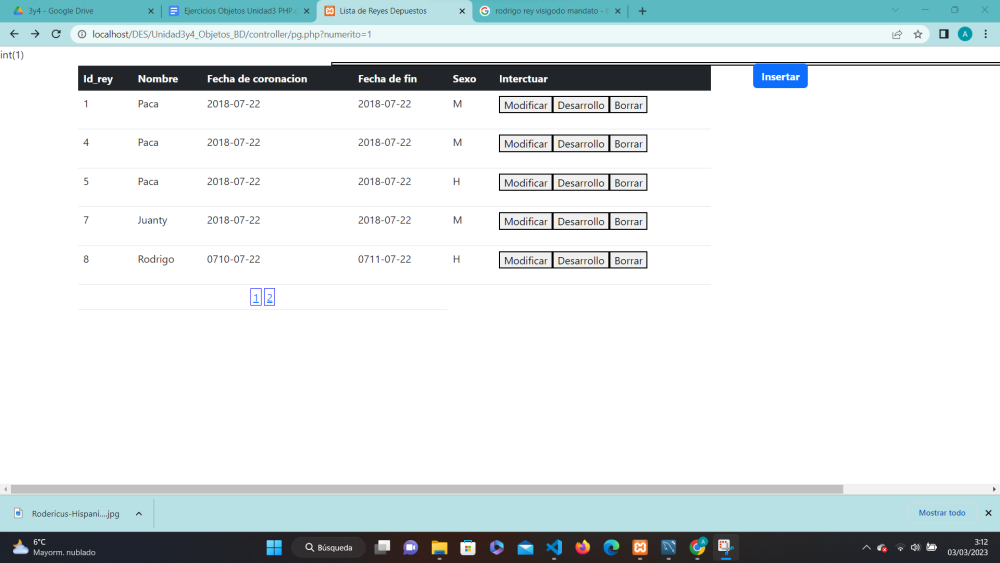 3y4 - Google Drive
Ejercicios Objetos Unidad3 PHP
Lista de Reyes Depuestos
rodrigo rey visigodo mandato -
localhost/DES/Unidad3y4_Objetos_BD/controller/pg.php?numerito=1
A
int(1)
Id_rey Nombre Fecha de coronacion Fecha de fin Sexo Interctuar
Insertar
1 Paca 2018-07-22 2018-07-22 M Modificar Desarrollo Borrar
4 Paca 2018-07-22 2018-07-22 M Modificar Desarrollo Borrar
5 Paca 2018-07-22 2018-07-22 H Modificar Desarrollo Borrar
7 Juanty 2018-07-22 2018-07-22 M Modificar Desarrollo Borrar
8 Rodrigo 0710-07-22 0711-07-22 H Modificar Desarrollo Borrar
1 2
Rodericus-Hispani....jpg
Mostrar todo
6°C
Mayorm. nublado
Búsqueda
3:12
03/03/2023